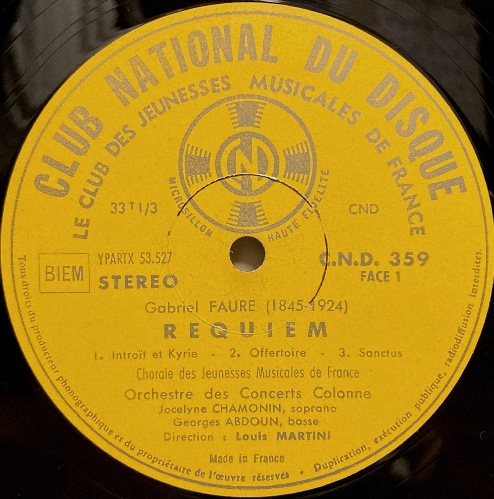 CLUB NATIONAL DU DISQUE
LE CLUB DES JEUNESSES MUSICALES DE FRANCE
N
MICROSILLON HAUTE FIDELITE
33 T 1/3
CND
BIEM
YPARTX 53.527
STEREO
C.N.D. 359
FACE 1
Gabriel FAURE (1845-1924)
REQUIEM
1. Introït et Kyrie - 2. Offertoire - 3. Sanctus
Chorale des Jeunesses Musicales de France
Orchestre des Concerts Colonne
Jocelyne CHAMONIN, soprano
Georges ABDOUN, basse
Direction : Louis MARTINI
Made in France
Tous droits du producteur phonographique et du propriétaire de l'œuvre réservés - Duplication, exécution publique, radiodiffusion interdites.